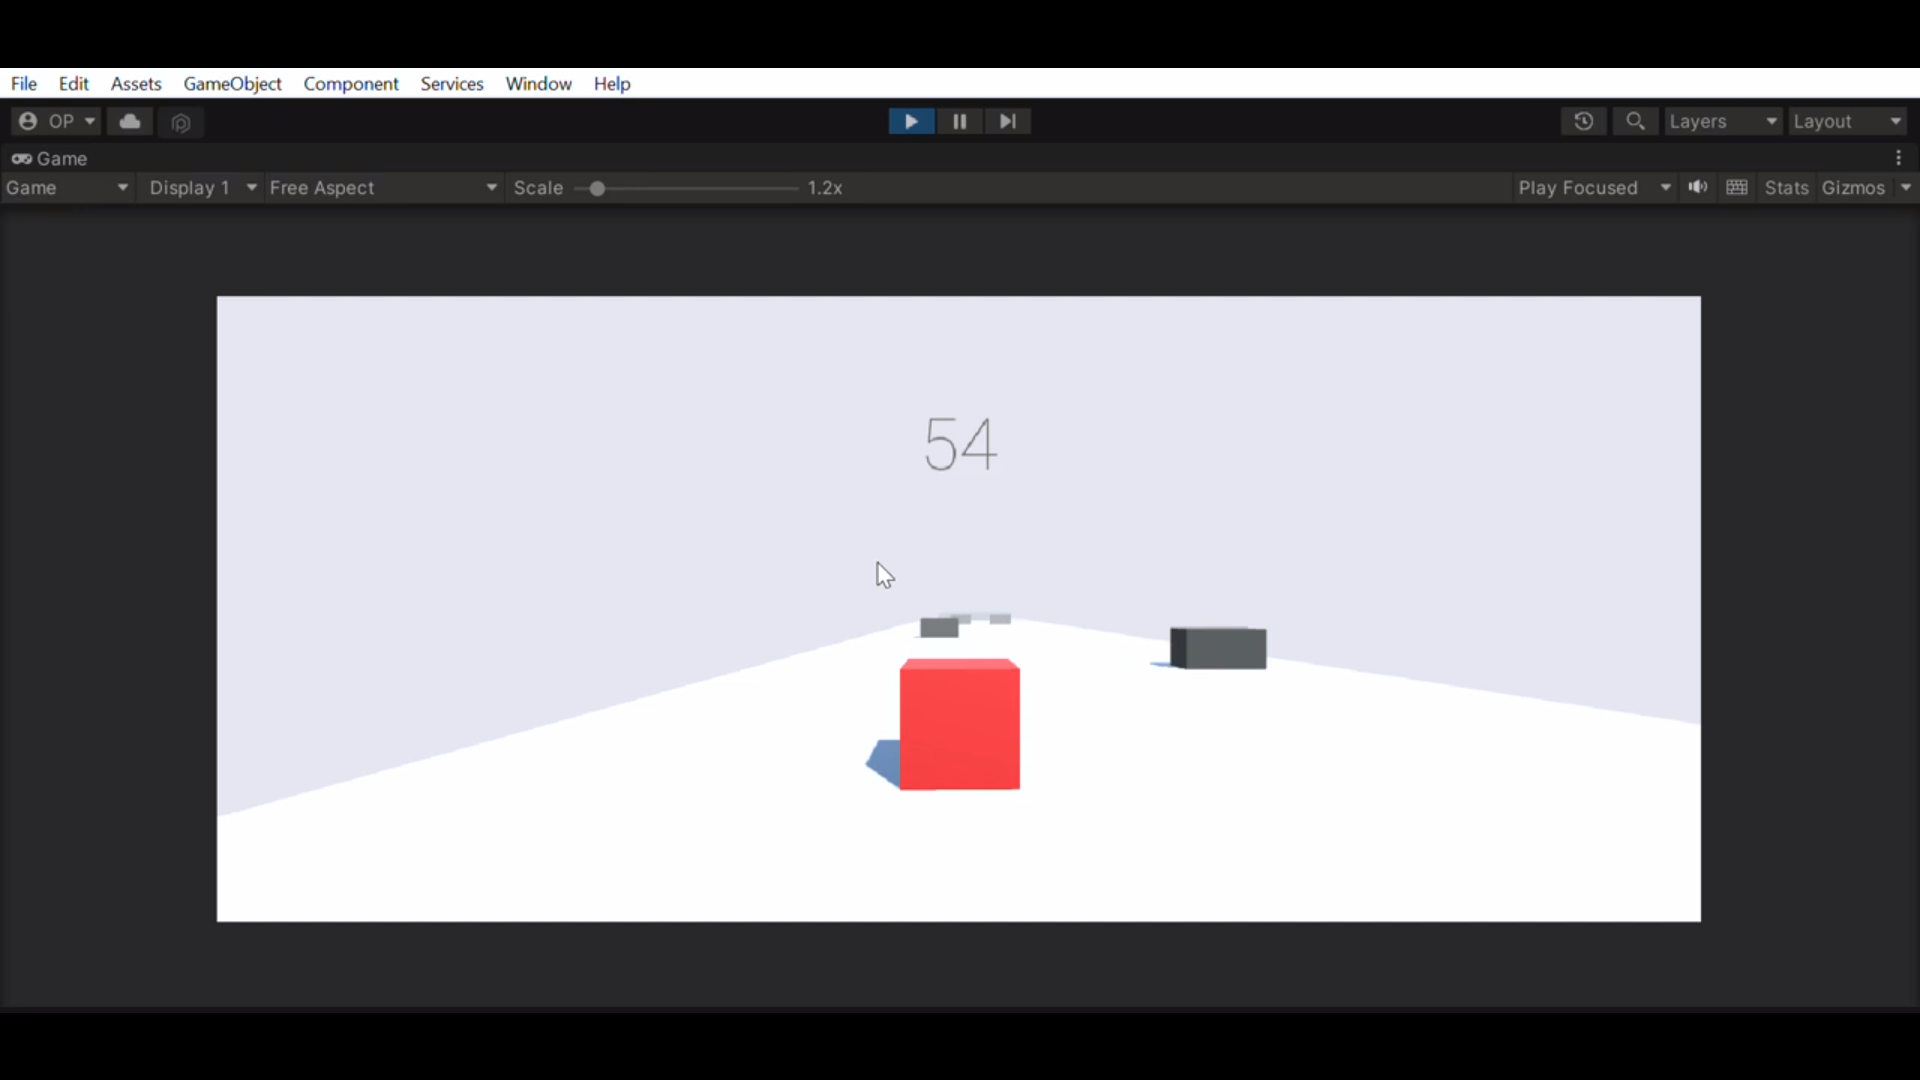 File Edit Assets GameObject Component Services Window Help
OP Layers Layout
Game
Game Display 1 Free Aspect Scale 1.2x Play Focused Stats Gizmos
54